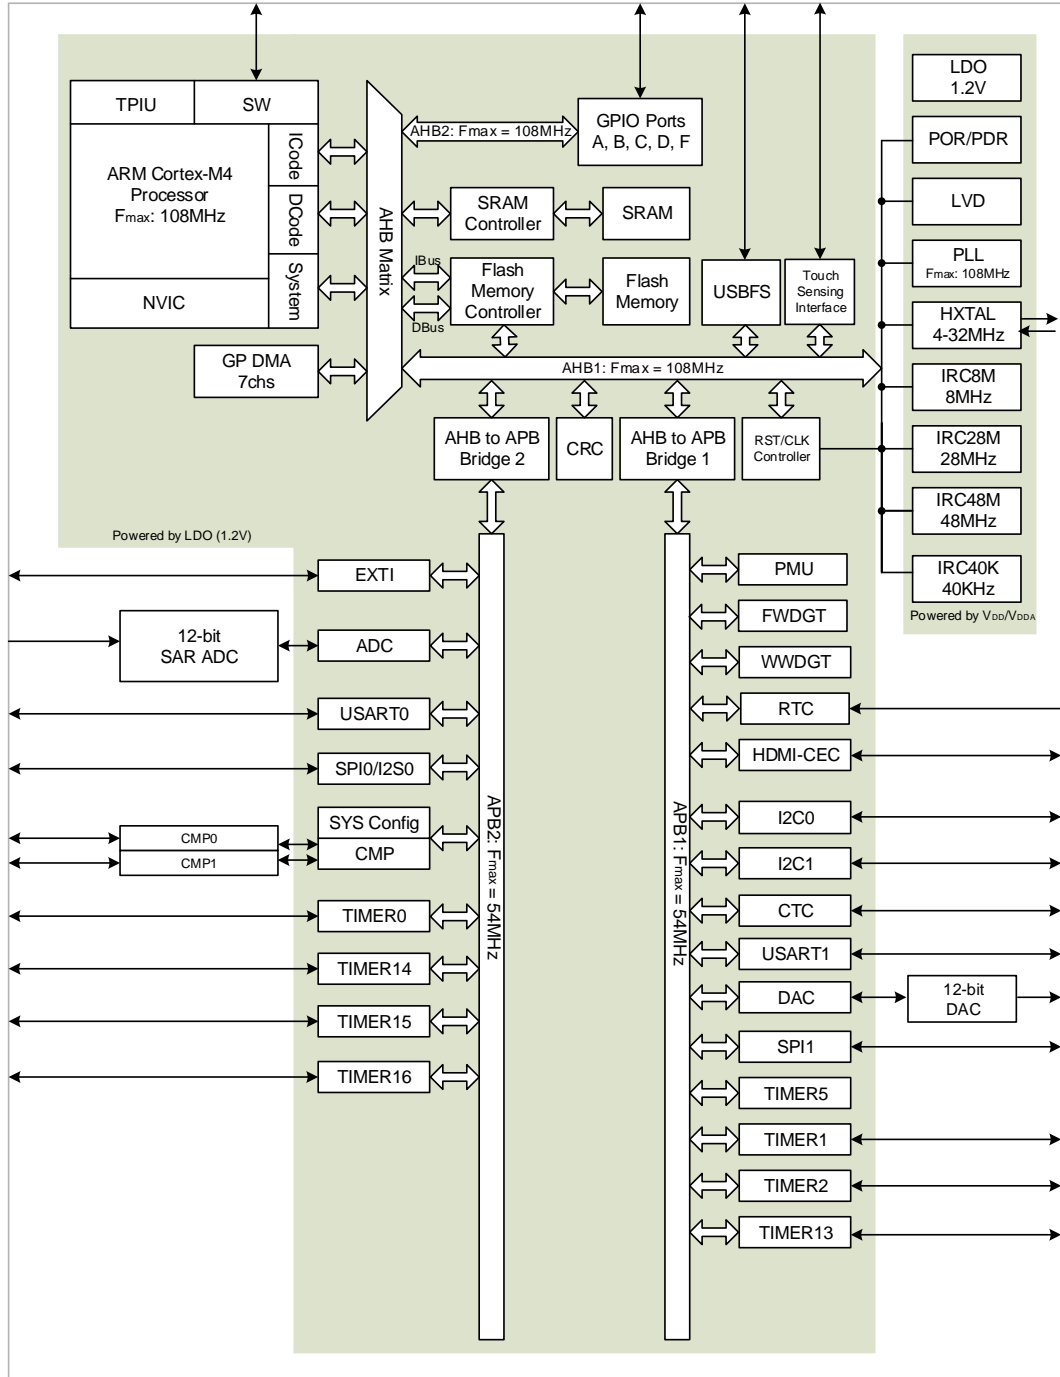 TPIU
SW
ARM Cortex-M4
Processor
Fmax: 108MHz
ICode
DCode
System
NVIC
GP DMA
7chs
AHB Matrix
AHB2: Fmax = 108MHz
GPIO Ports
A, B, C, D, F
SRAM
Controller
SRAM
IBus
DBus
Flash
Memory
Controller
Flash
Memory
USBFS
Touch
Sensing
Interface
AHB1: Fmax = 108MHz
AHB to APB
Bridge 2
CRC
AHB to APB
Bridge 1
RST/CLK
Controller
LDO
1.2V
POR/PDR
LVD
PLL
Fmax: 108MHz
HXTAL
4-32MHz
IRC8M
8MHz
IRC28M
28MHz
IRC48M
48MHz
IRC40K
40KHz
Powered by VDD/VDDA
Powered by LDO (1.2V)
EXTI
12-bit
SAR ADC
ADC
USART0
SPI0/I2S0
SYS Config
CMP
CMP0
CMP1
TIMER0
TIMER14
TIMER15
TIMER16
APB2: Fmax = 54MHz
APB1: Fmax = 54MHz
PMU
FWDGT
WWDGT
RTC
HDMI-CEC
I2C0
I2C1
CTC
USART1
DAC
12-bit
DAC
SPI1
TIMER5
TIMER1
TIMER2
TIMER13